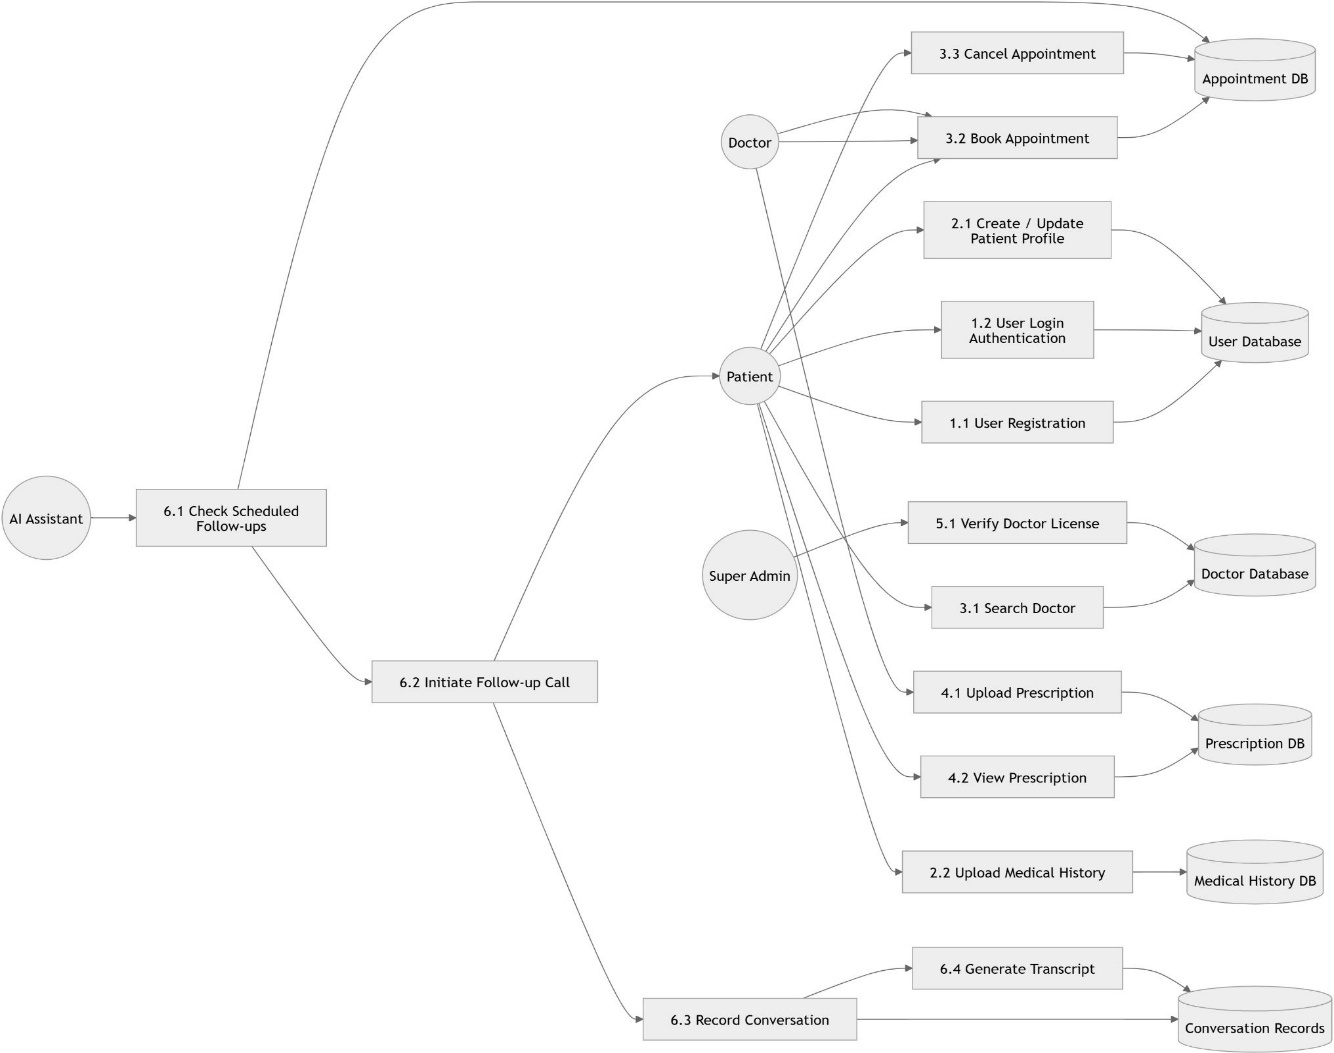 3.3 Cancel Appointment
Appointment DB
Doctor
3.2 Book Appointment
2.1 Create / Update
Patient Profile
1.2 User Login
Authentication
User Database
Patient
1.1 User Registration
AI Assistant
6.1 Check Scheduled
Follow-ups
5.1 Verify Doctor License
Super Admin
Doctor Database
3.1 Search Doctor
6.2 Initiate Follow-up Call
4.1 Upload Prescription
Prescription DB
4.2 View Prescription
2.2 Upload Medical History
Medical History DB
6.4 Generate Transcript
6.3 Record Conversation
Conversation Records